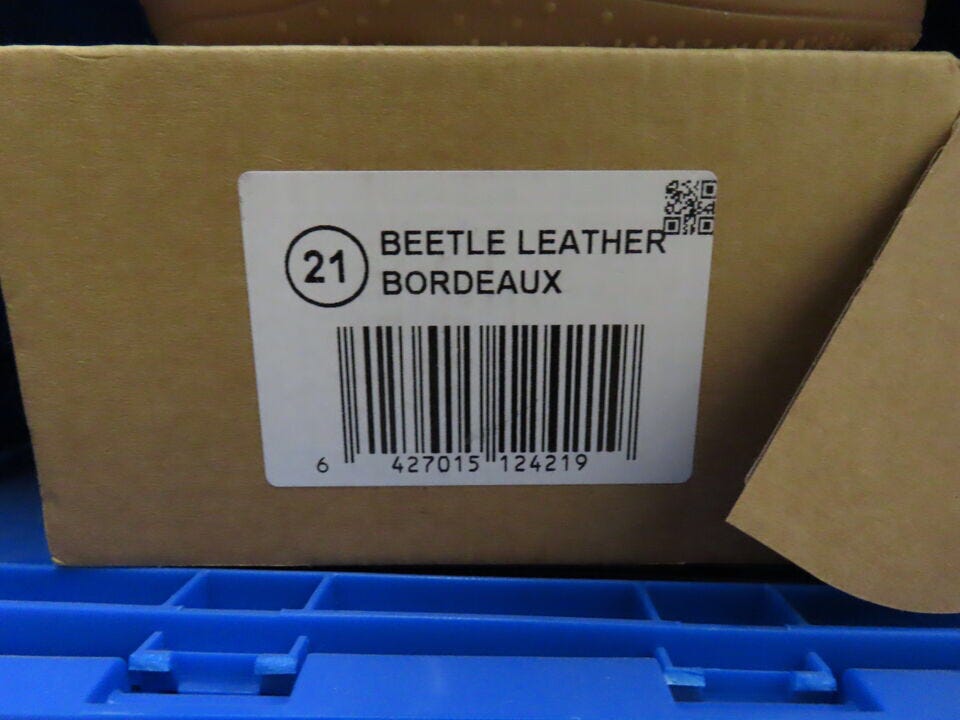 21
BEETLE LEATHER
BORDEAUX
6 427015 124219